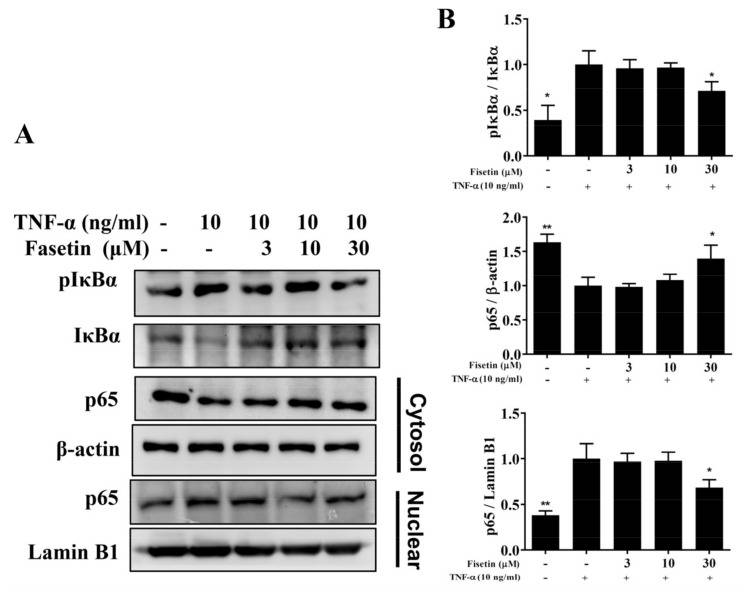 A
TNF-α (ng/ml) - 10 10 10 10
Fasetin (μM) - - 3 10 30
pIκBα
IκBα
p65
β-actin
Cytosol
p65
Lamin B1
Nuclear
B
pIκBα / IκBα
1.5
1.0
0.5
0.0
* *
Fisetin (μM) - - 3 10 30
TNF-α (10 ng/ml) - + + + +
p65 / β-actin
2.0
1.5
1.0
0.5
0.0
** *
Fisetin (μM) - - 3 10 30
TNF-α (10 ng/ml) - + + + +
p65 / Lamin B1
1.5
1.0
0.5
0.0
** *
Fisetin (μM) - - 3 10 30
TNF-α (10 ng/ml) - + + + +